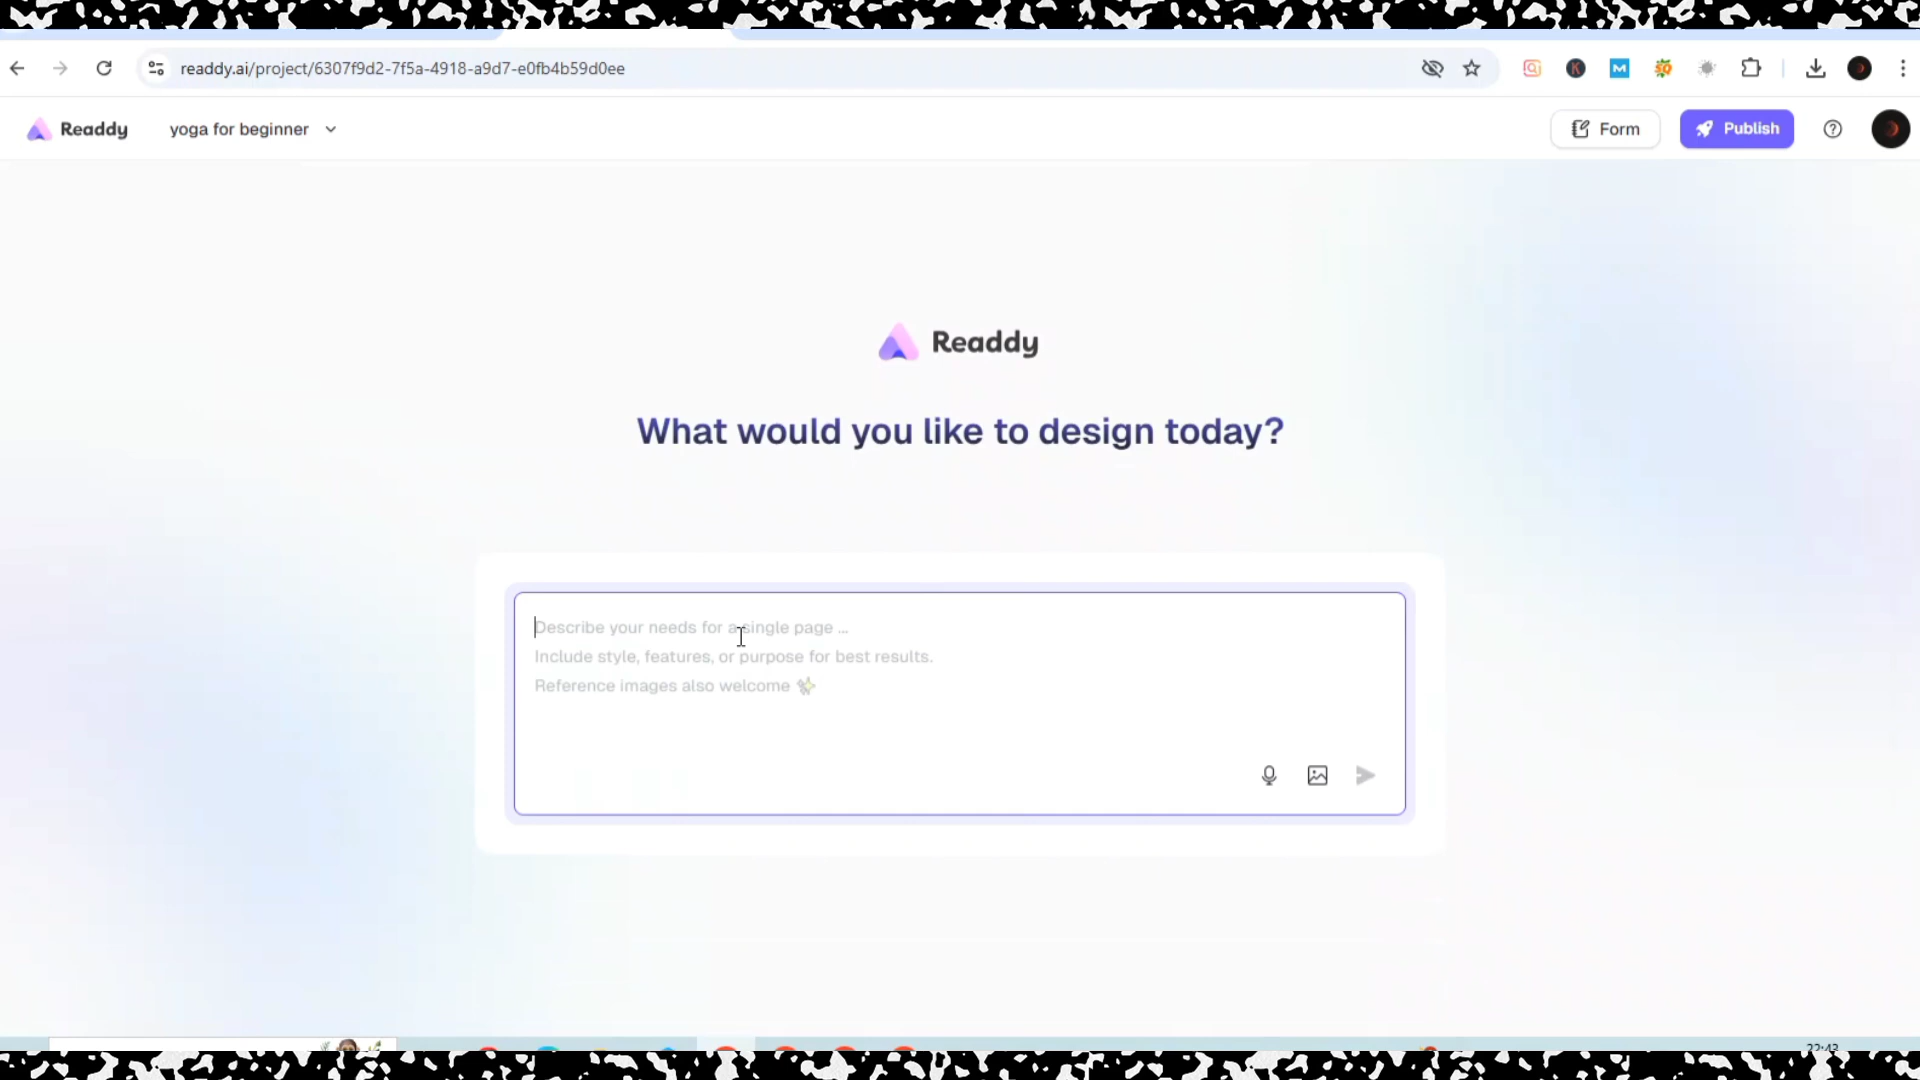 readdy.ai/project/6307f9d2-7f5a-4918-a9d7-e0fb4b59d0ee
Readdy
yoga for beginner
Form
Publish
Readdy
What would you like to design today?
Describe your needs for a single page ...
Include style, features, or purpose for best results.
Reference images also welcome ✨
22:43